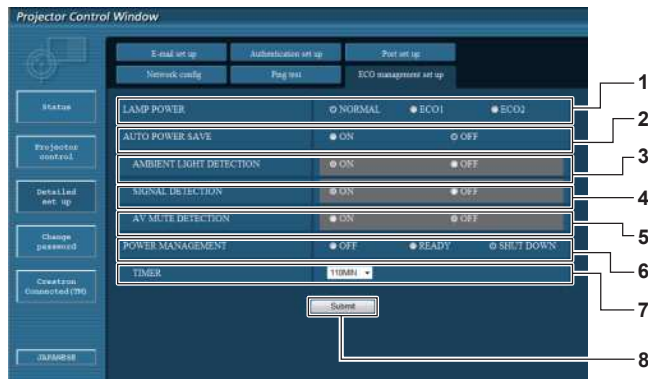 Projector Control Window
E-mail set up Authentication set up Port set up
Network config Ping test ECO management set up
Status
Projector control
Detailed set up
Change password
Crestron Connected(TM)
JAPANESE
LAMP POWER NORMAL ECO1 ECO2 1
AUTO POWER SAVE ON OFF 2
AMBIENT LIGHT DETECTION ON OFF 3
SIGNAL DETECTION ON OFF 4
AV MUTE DETECTION ON OFF 5
POWER MANAGEMENT OFF READY SHUT DOWN 6
TIMER 110MIN 7
Submit 8